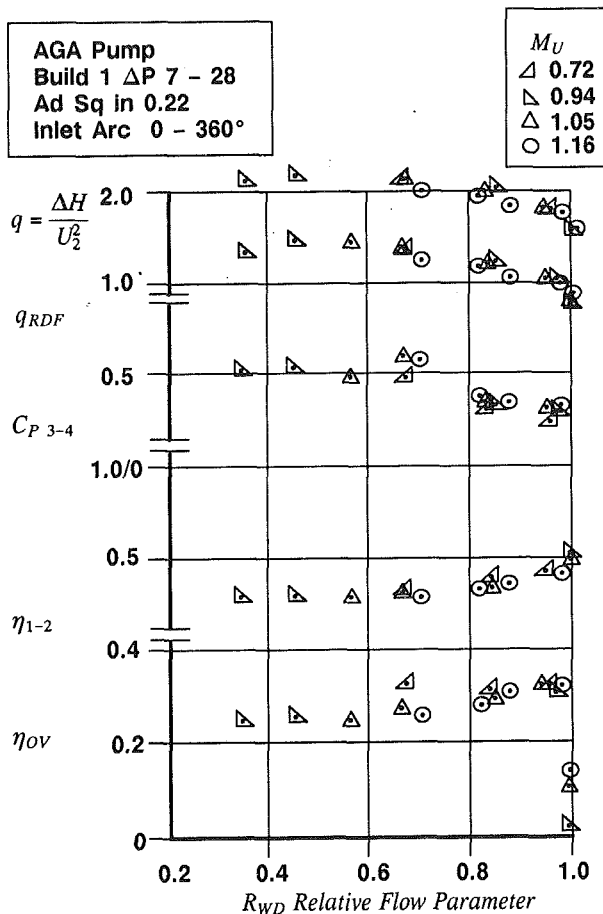 AGA Pump
Build 1 ΔP 7 – 28
Ad Sq in 0.22
Inlet Arc 0 – 360°
M_U
0.72
0.94
1.05
1.16
q = ΔH / U_2^2
2.0
1.0
q_RDF
0.5
C_P 3–4
1.0/0
0.5
η_1–2
0.4
η_OV
0.2
0
0.2 0.4 0.6 0.8 1.0
R_WD Relative Flow Parameter